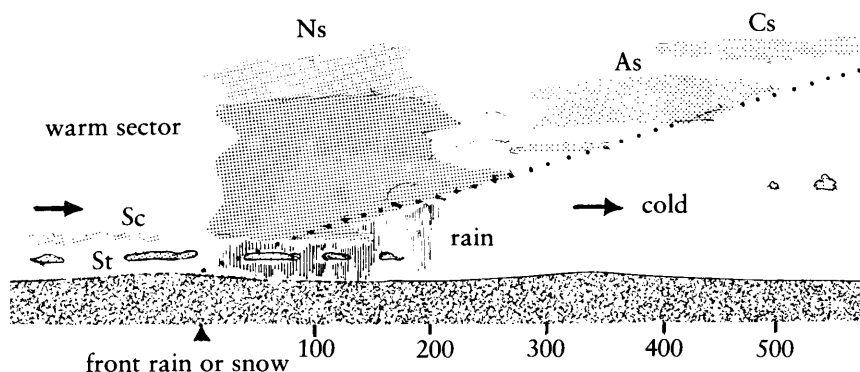 Ns
Cs
As
warm sector
cold
Sc
rain
St
100 200 300 400 500
front rain or snow